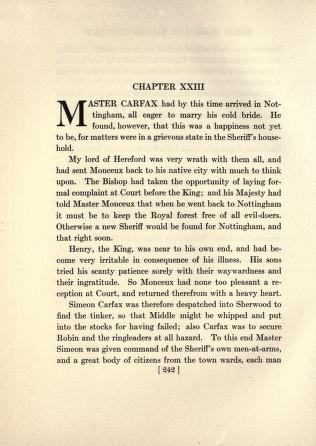 CHAPTER XXIII
MASTER CARFAX had by this time arrived in Not-
tingham, all eager to marry his cold bride. He
found, however, that this was a happiness not yet
to be, for matters were in a grievous state in the Sheriff's house-
hold.
My lord of Hereford was very wrath with them all, and
had sent Monceux back to his native city with much to think
upon. The Bishop had taken the opportunity of laying for-
mal complaint at Court before the King; and his Majesty had
told Master Monceux that when he went back to Nottingham
it must be to keep the Royal forest free of all evil-doers.
Otherwise a new Sheriff would be found for Nottingham, and
that right soon.
Henry, the King, was near to his own end, and had be-
come very irritable in consequence of his illness. His sons
tried his scanty patience sorely with their waywardness and
their ingratitude. So Monceux had none too pleasant a re-
ception at Court, and returned therefrom with a heavy heart.
Simeon Carfax was therefore despatched into Sherwood to
find the tinker, so that Middle might be whipped and put
into the stocks for having failed; also Carfax was to secure
Robin and the ringleaders at all hazard. To this end Master
Simeon was given command of the Sheriff's own men-at-arms,
and a great body of citizens from the town wards, each man
[ 242 ]